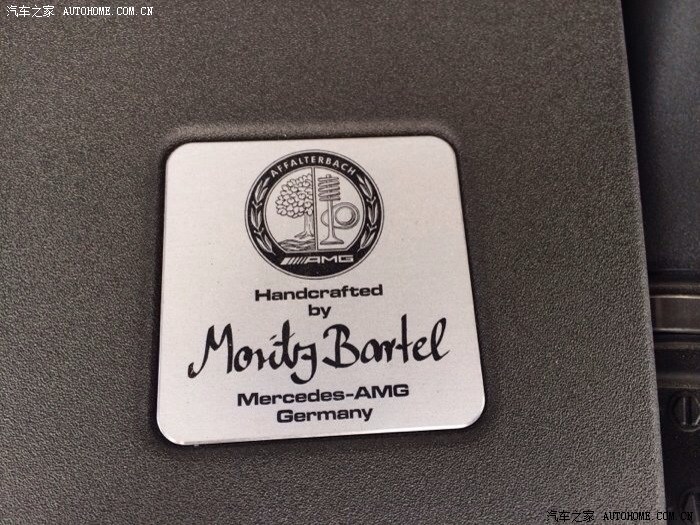 汽车之家 AUTOHOME.COM.CN
AFFALTERBACH
AMG
Handcrafted
by
Moritz Bartel
Mercedes-AMG
Germany
汽车之家 AUTOHOME.COM.CN